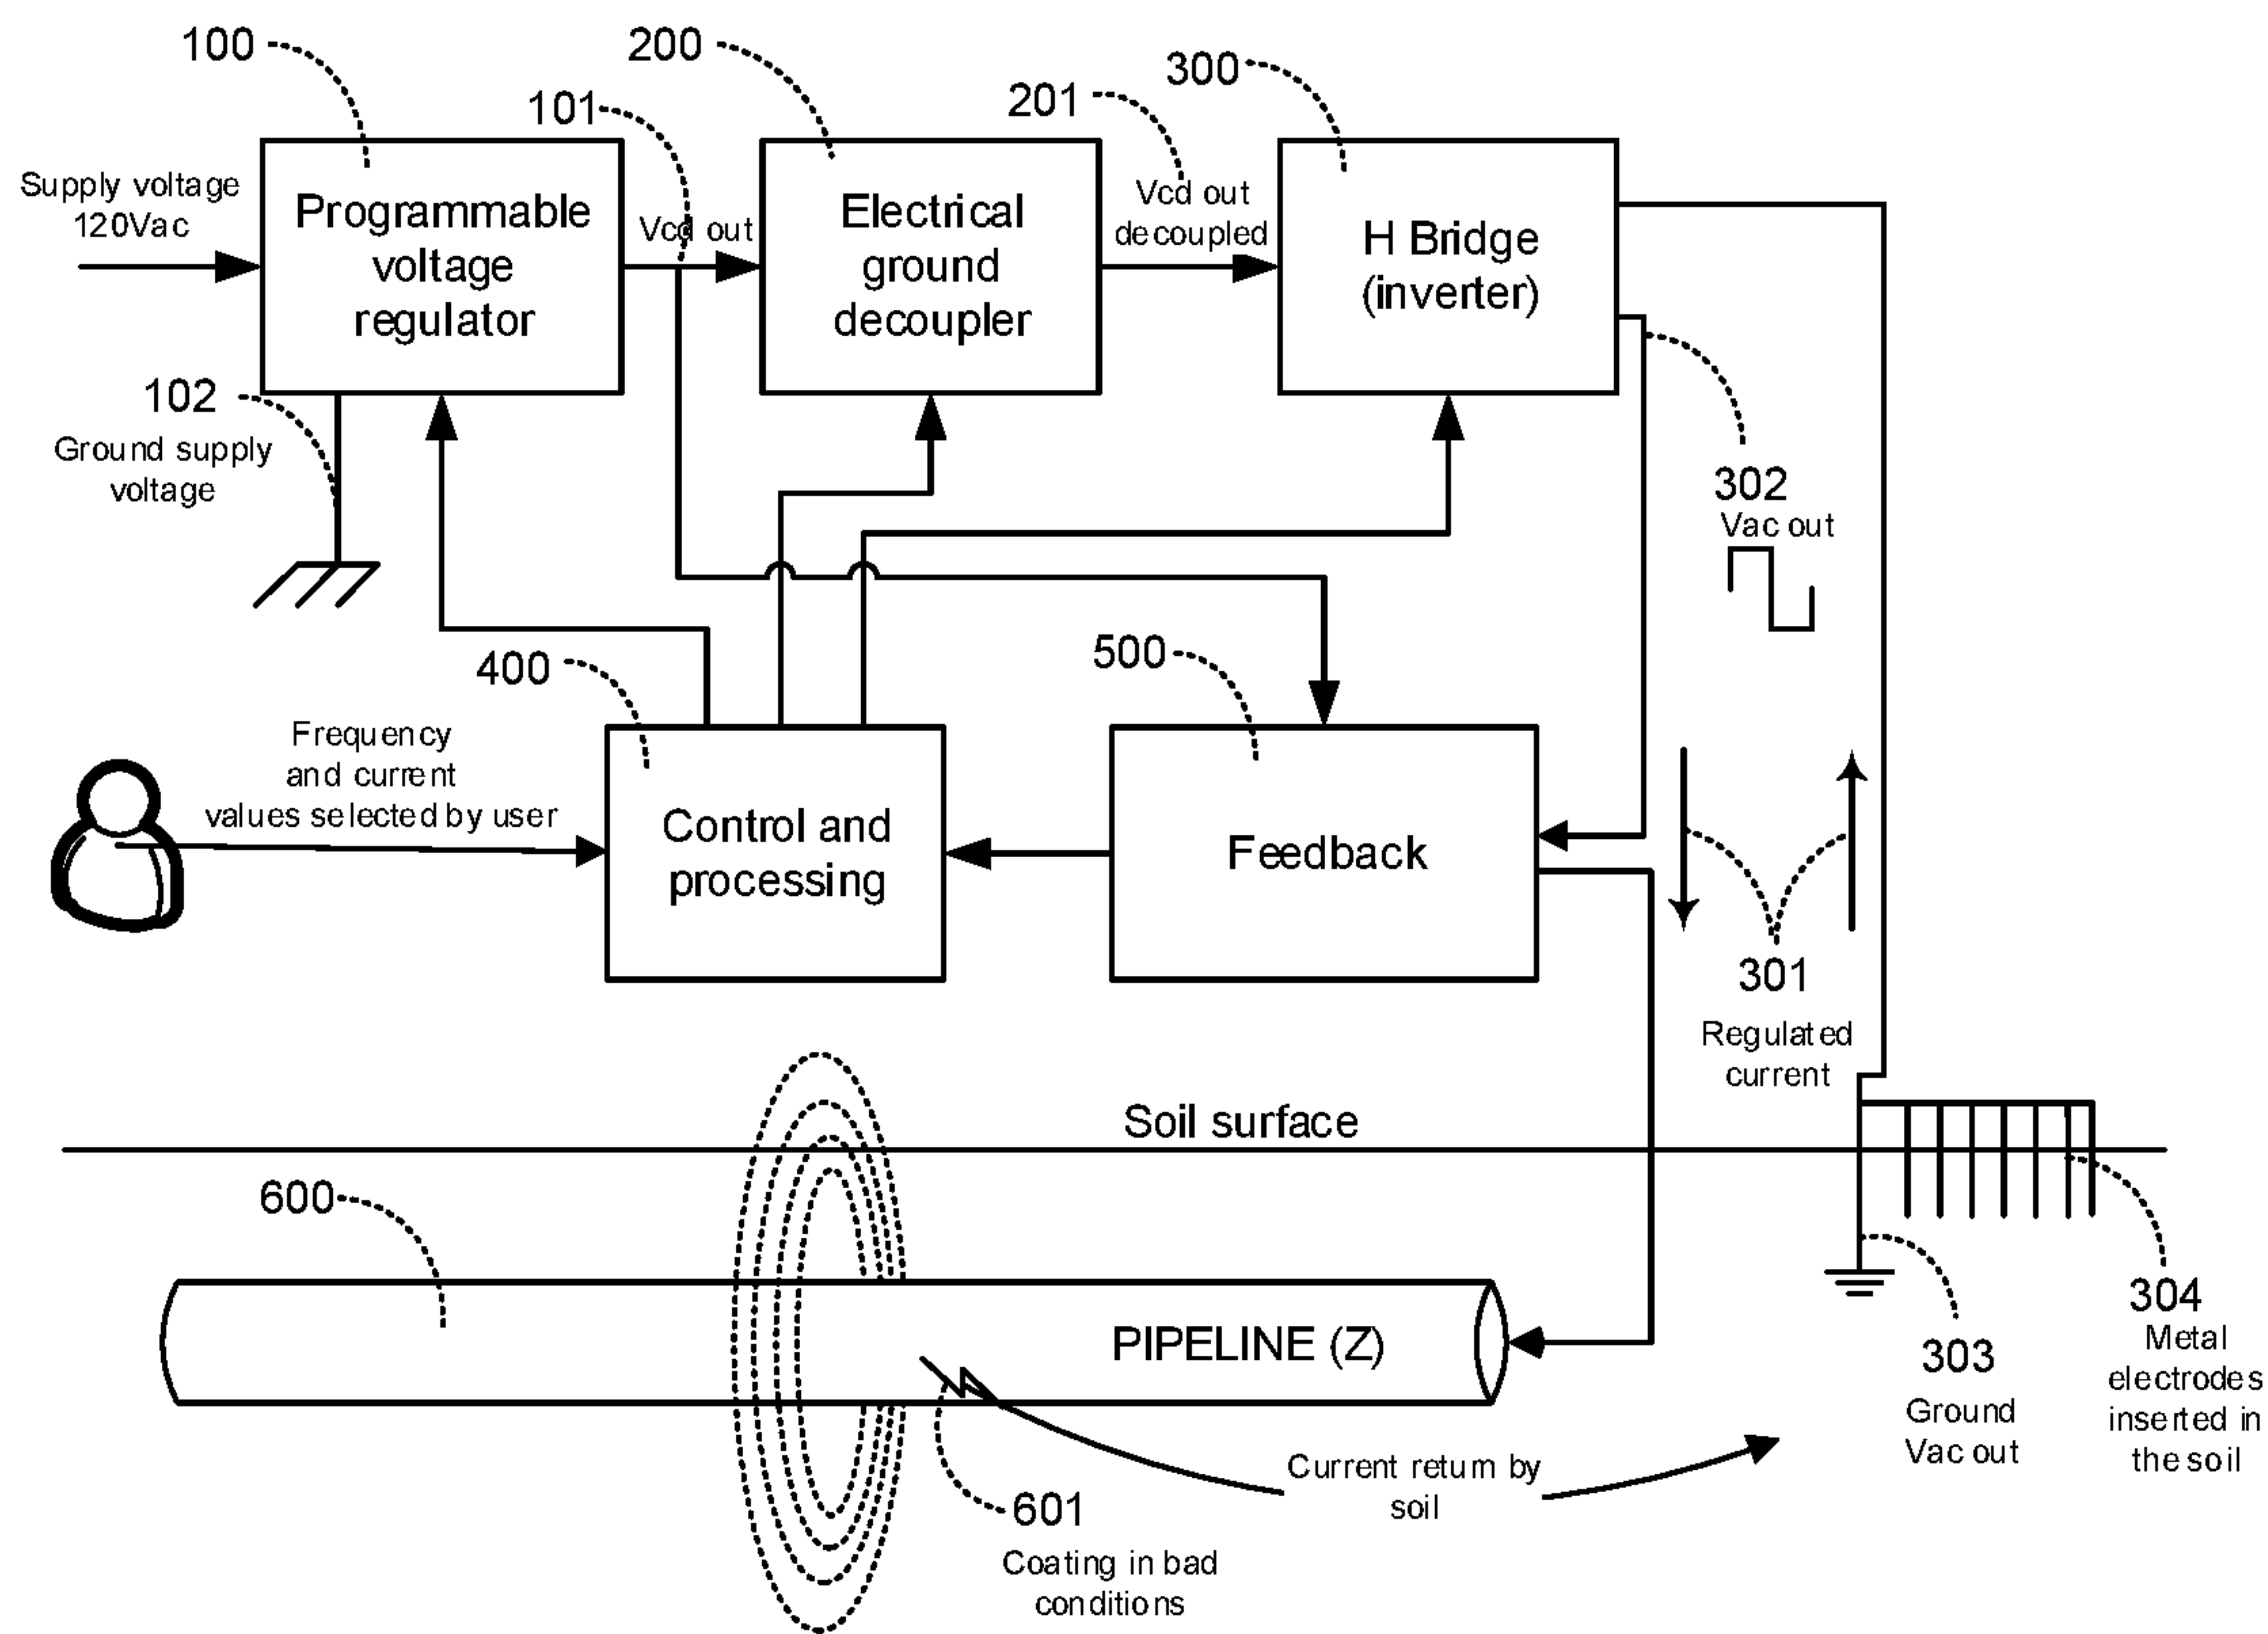 100
200
300
101
201
Supply voltage
120Vac
Programmable
voltage
regulator
Vcd out
Electrical
ground
decoupler
Vcd out
decoupled
H Bridge
(inverter)
102
Ground supply
voltage
302
Vac out
400
500
Frequency
and current
values selected by user
Control and
processing
Feedback
301
Regulated
current
Soil surface
600
PIPELINE (Z)
304
Metal
electrodes
inserted in
the soil
303
Ground
Vac out
Current return by
soil
601
Coating in bad
conditions